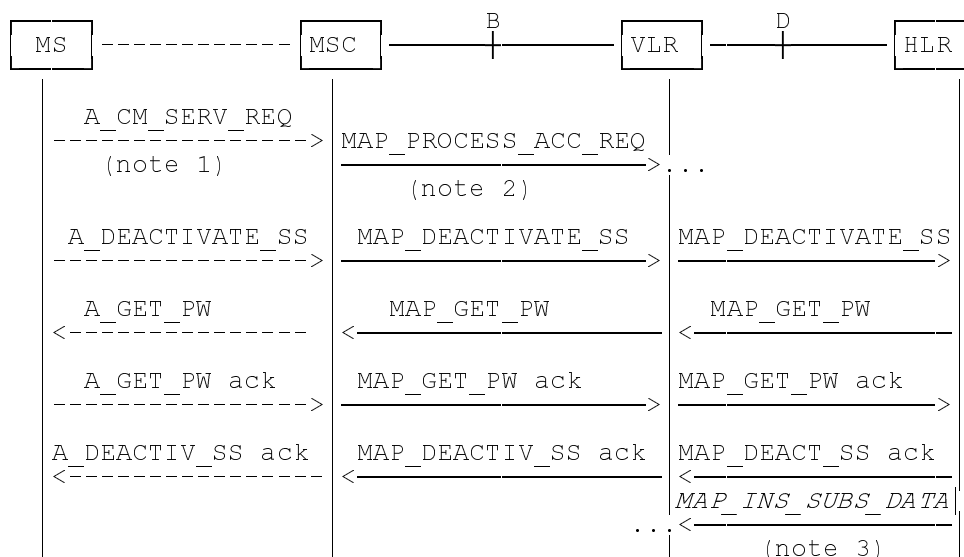 B D
MS MSC VLR HLR
A_CM_SERV_REQ
MAP_PROCESS_ACC_REQ
(note 1) ...
(note 2)
A_DEACTIVATE_SS MAP_DEACTIVATE_SS MAP_DEACTIVATE_SS
A_GET_PW MAP_GET_PW MAP_GET_PW
A_GET_PW ack MAP_GET_PW ack MAP_GET_PW ack
A_DEACTIV_SS ack MAP_DEACTIV_SS ack MAP_DEACT_SS ack
MAP_INS_SUBS_DATA
...
(note 3)